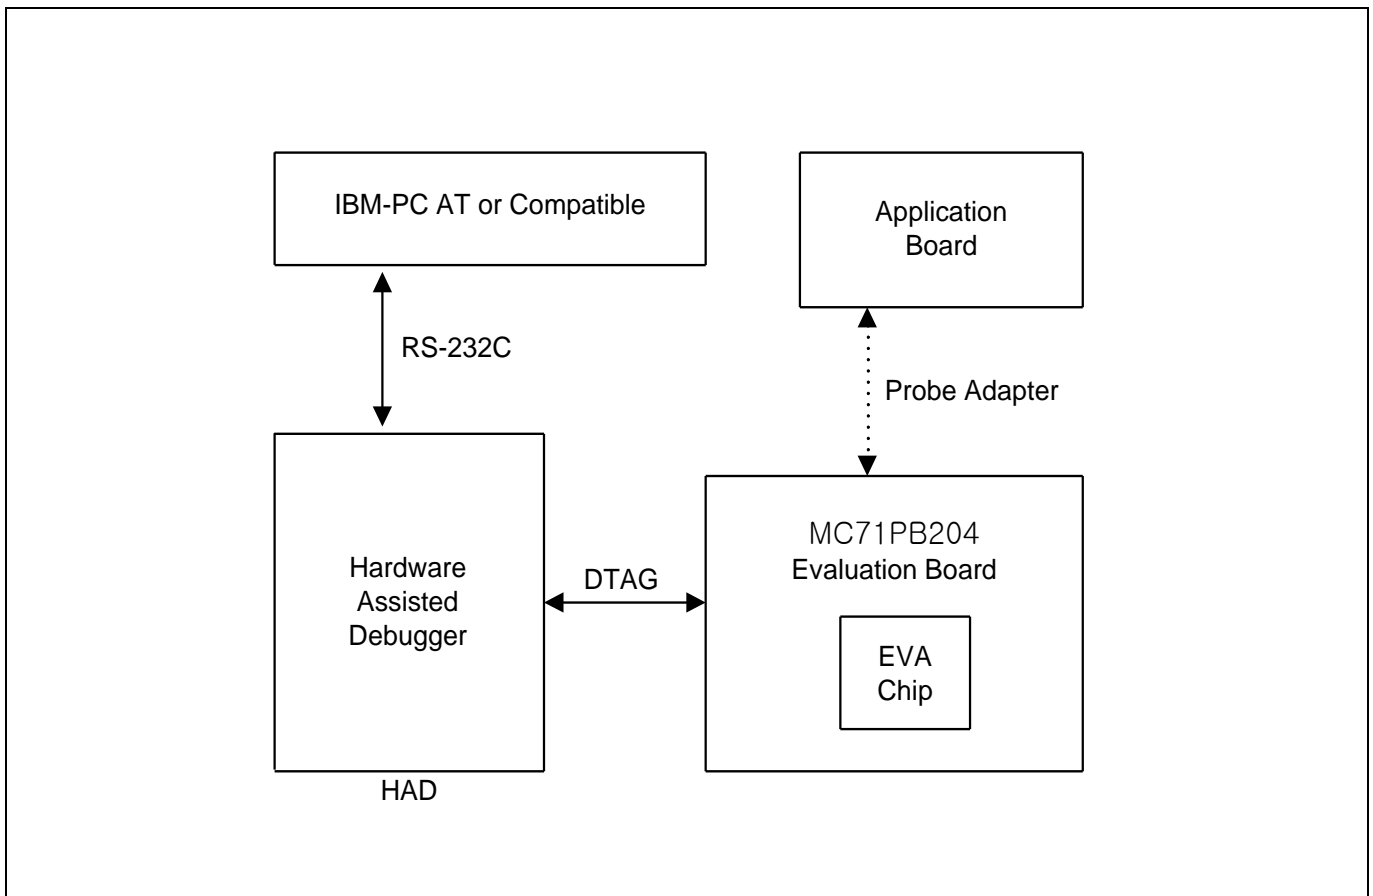 IBM-PC AT or Compatible
Application
Board
RS-232C
Probe Adapter
Hardware
Assisted
Debugger
DTAG
MC71PB204
Evaluation Board
EVA
Chip
HAD